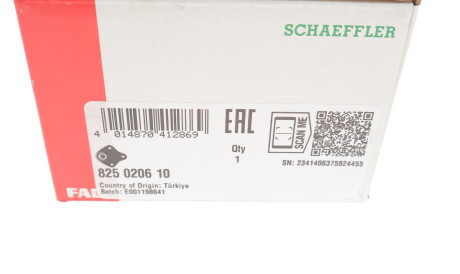 SCHAEFFLER
4 014870 412869
EAC
SCAN ME
Qty
1
825 0206 10
SN: 2341406375924455
Country of Origin: Türkiye
Batch: E001198641
FA